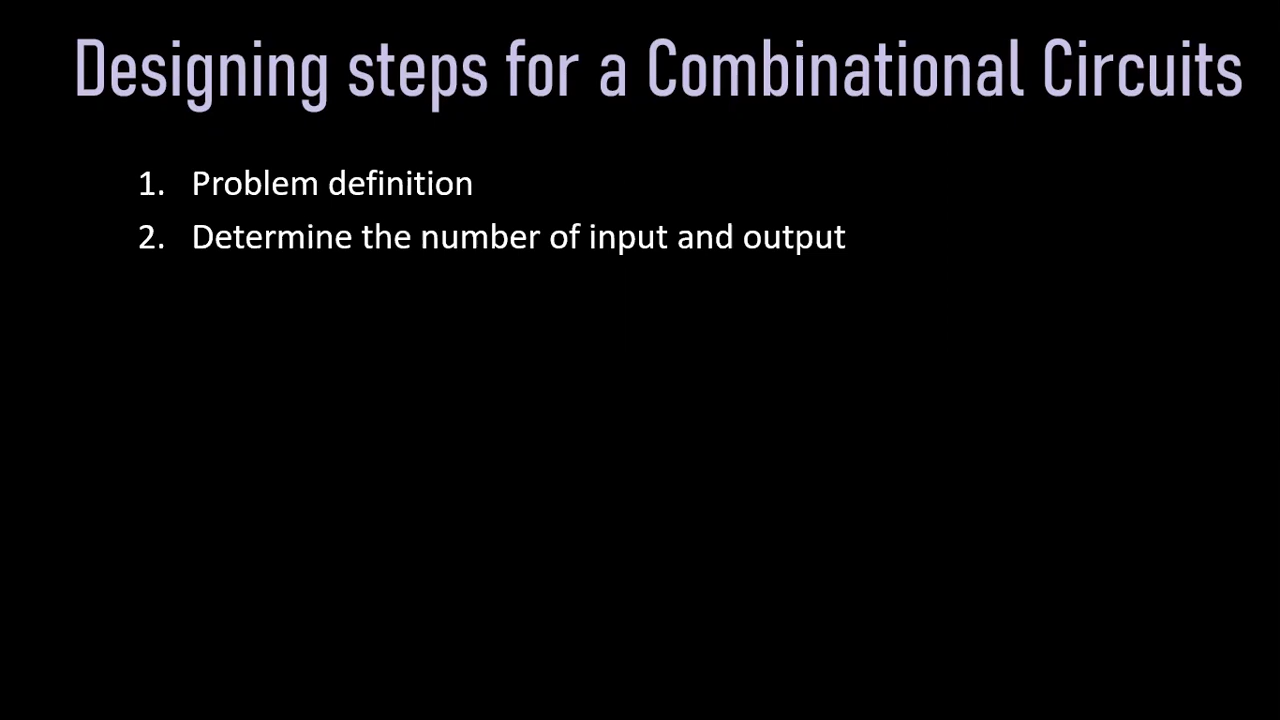 Designing steps for a Combinational Circuits
1. Problem definition
2. Determine the number of input and output